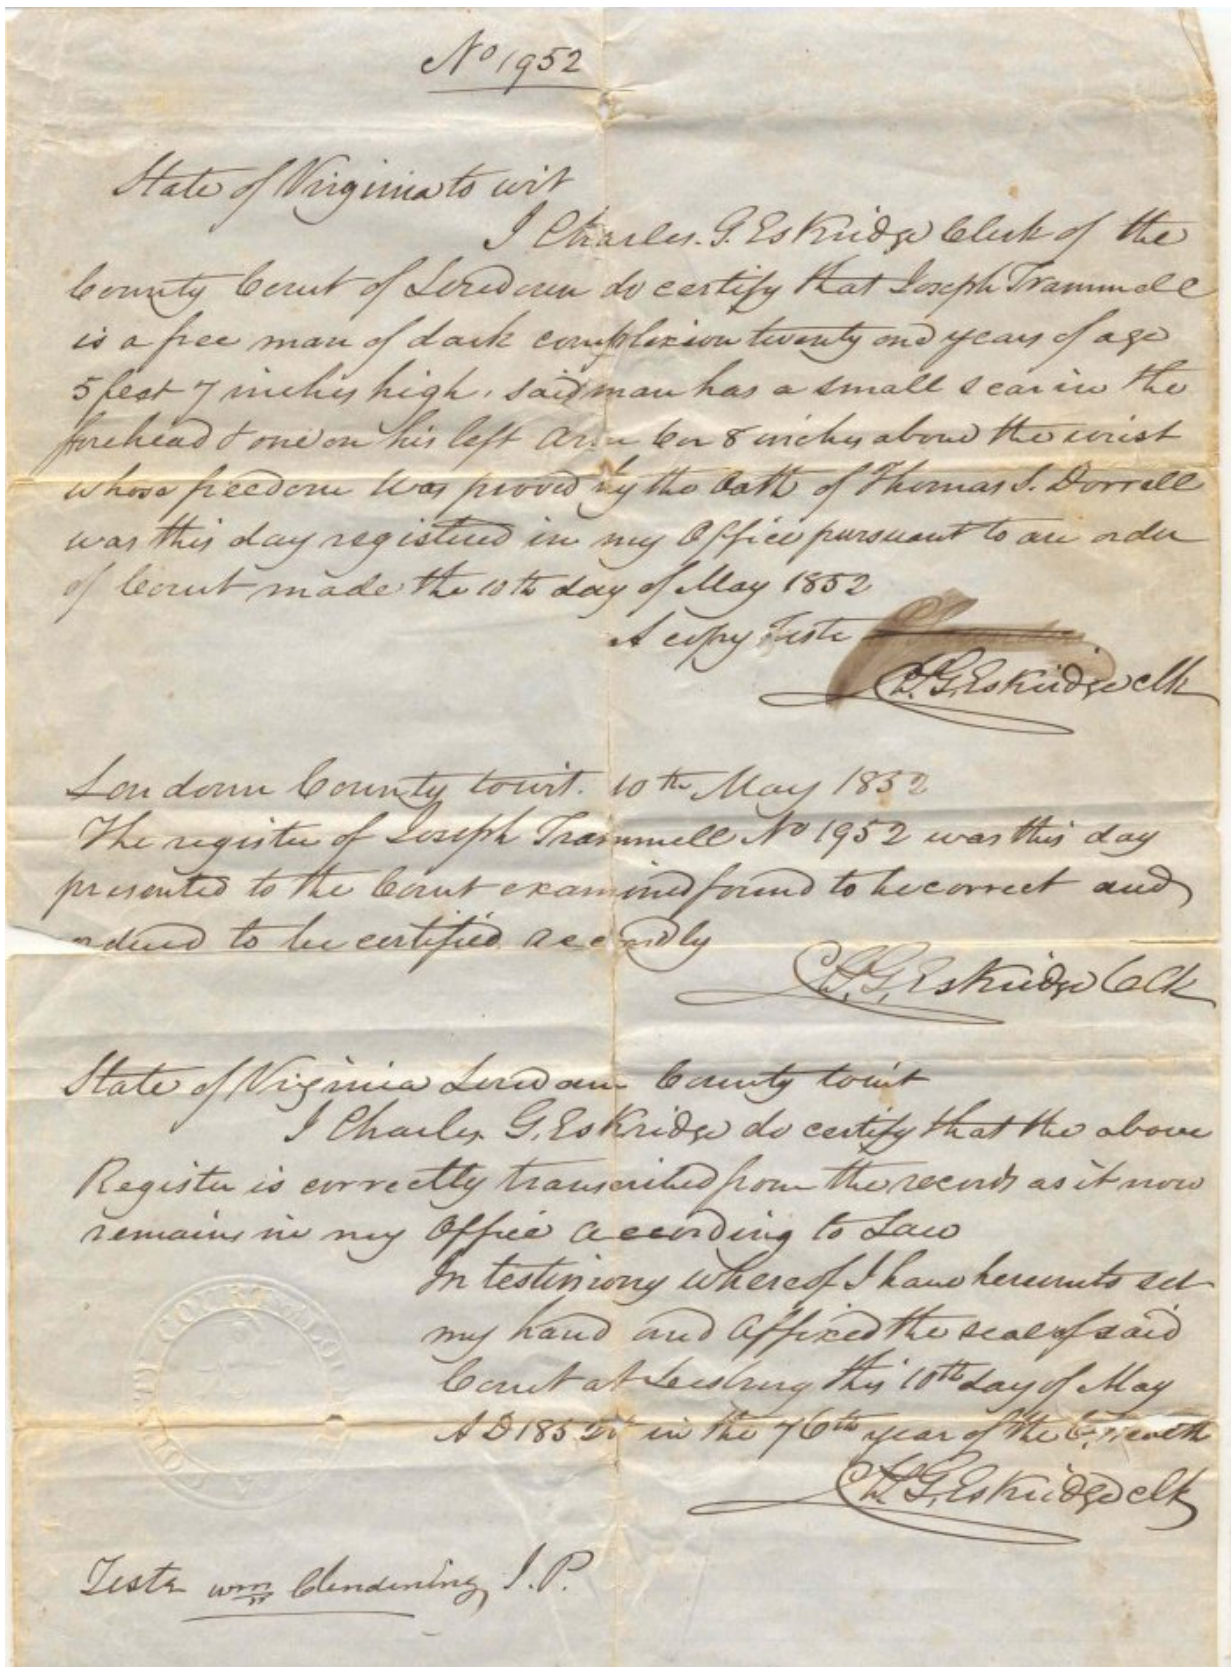 No 1952
State of Virginia to wit
I Charles. G. Eskridge Clerk of the
County Court of Loudoun do certify that Joseph Trammell
is a free man of dark complexion twenty one years of age
5 feet 7 inches high, said man has a small scar in the
forehead & one on his left arm 6 or 8 inches above the wrist
whose freedom was proved by the Oath of Thomas S. Dorrell
was this day registered in my Office pursuant to an order
of Court made the 10th day of May 1852
A copy Teste
Ch. G. Eskridge clk
Loudoun County towit. 10th May 1852
The register of Joseph Trammell No 1952 was this day
presented to the Court examined found to be correct and
ordered to be certified accordly
Ch. G. Eskridge Clk
State of Virginia Loudoun County towit
I Charles G. Eskridge do certify that the above
Register is correctly transcribed from the records as it now
remains in my Office according to Law
In testimony whereof I have hereunto set
my hand and affixed the seal of said
Court at Leesburg this 10th day of May
AD 1852 in the 76th year of the
Ch. G. Eskridge clk
Teste Wm Clendening J.P.
COURT LOU